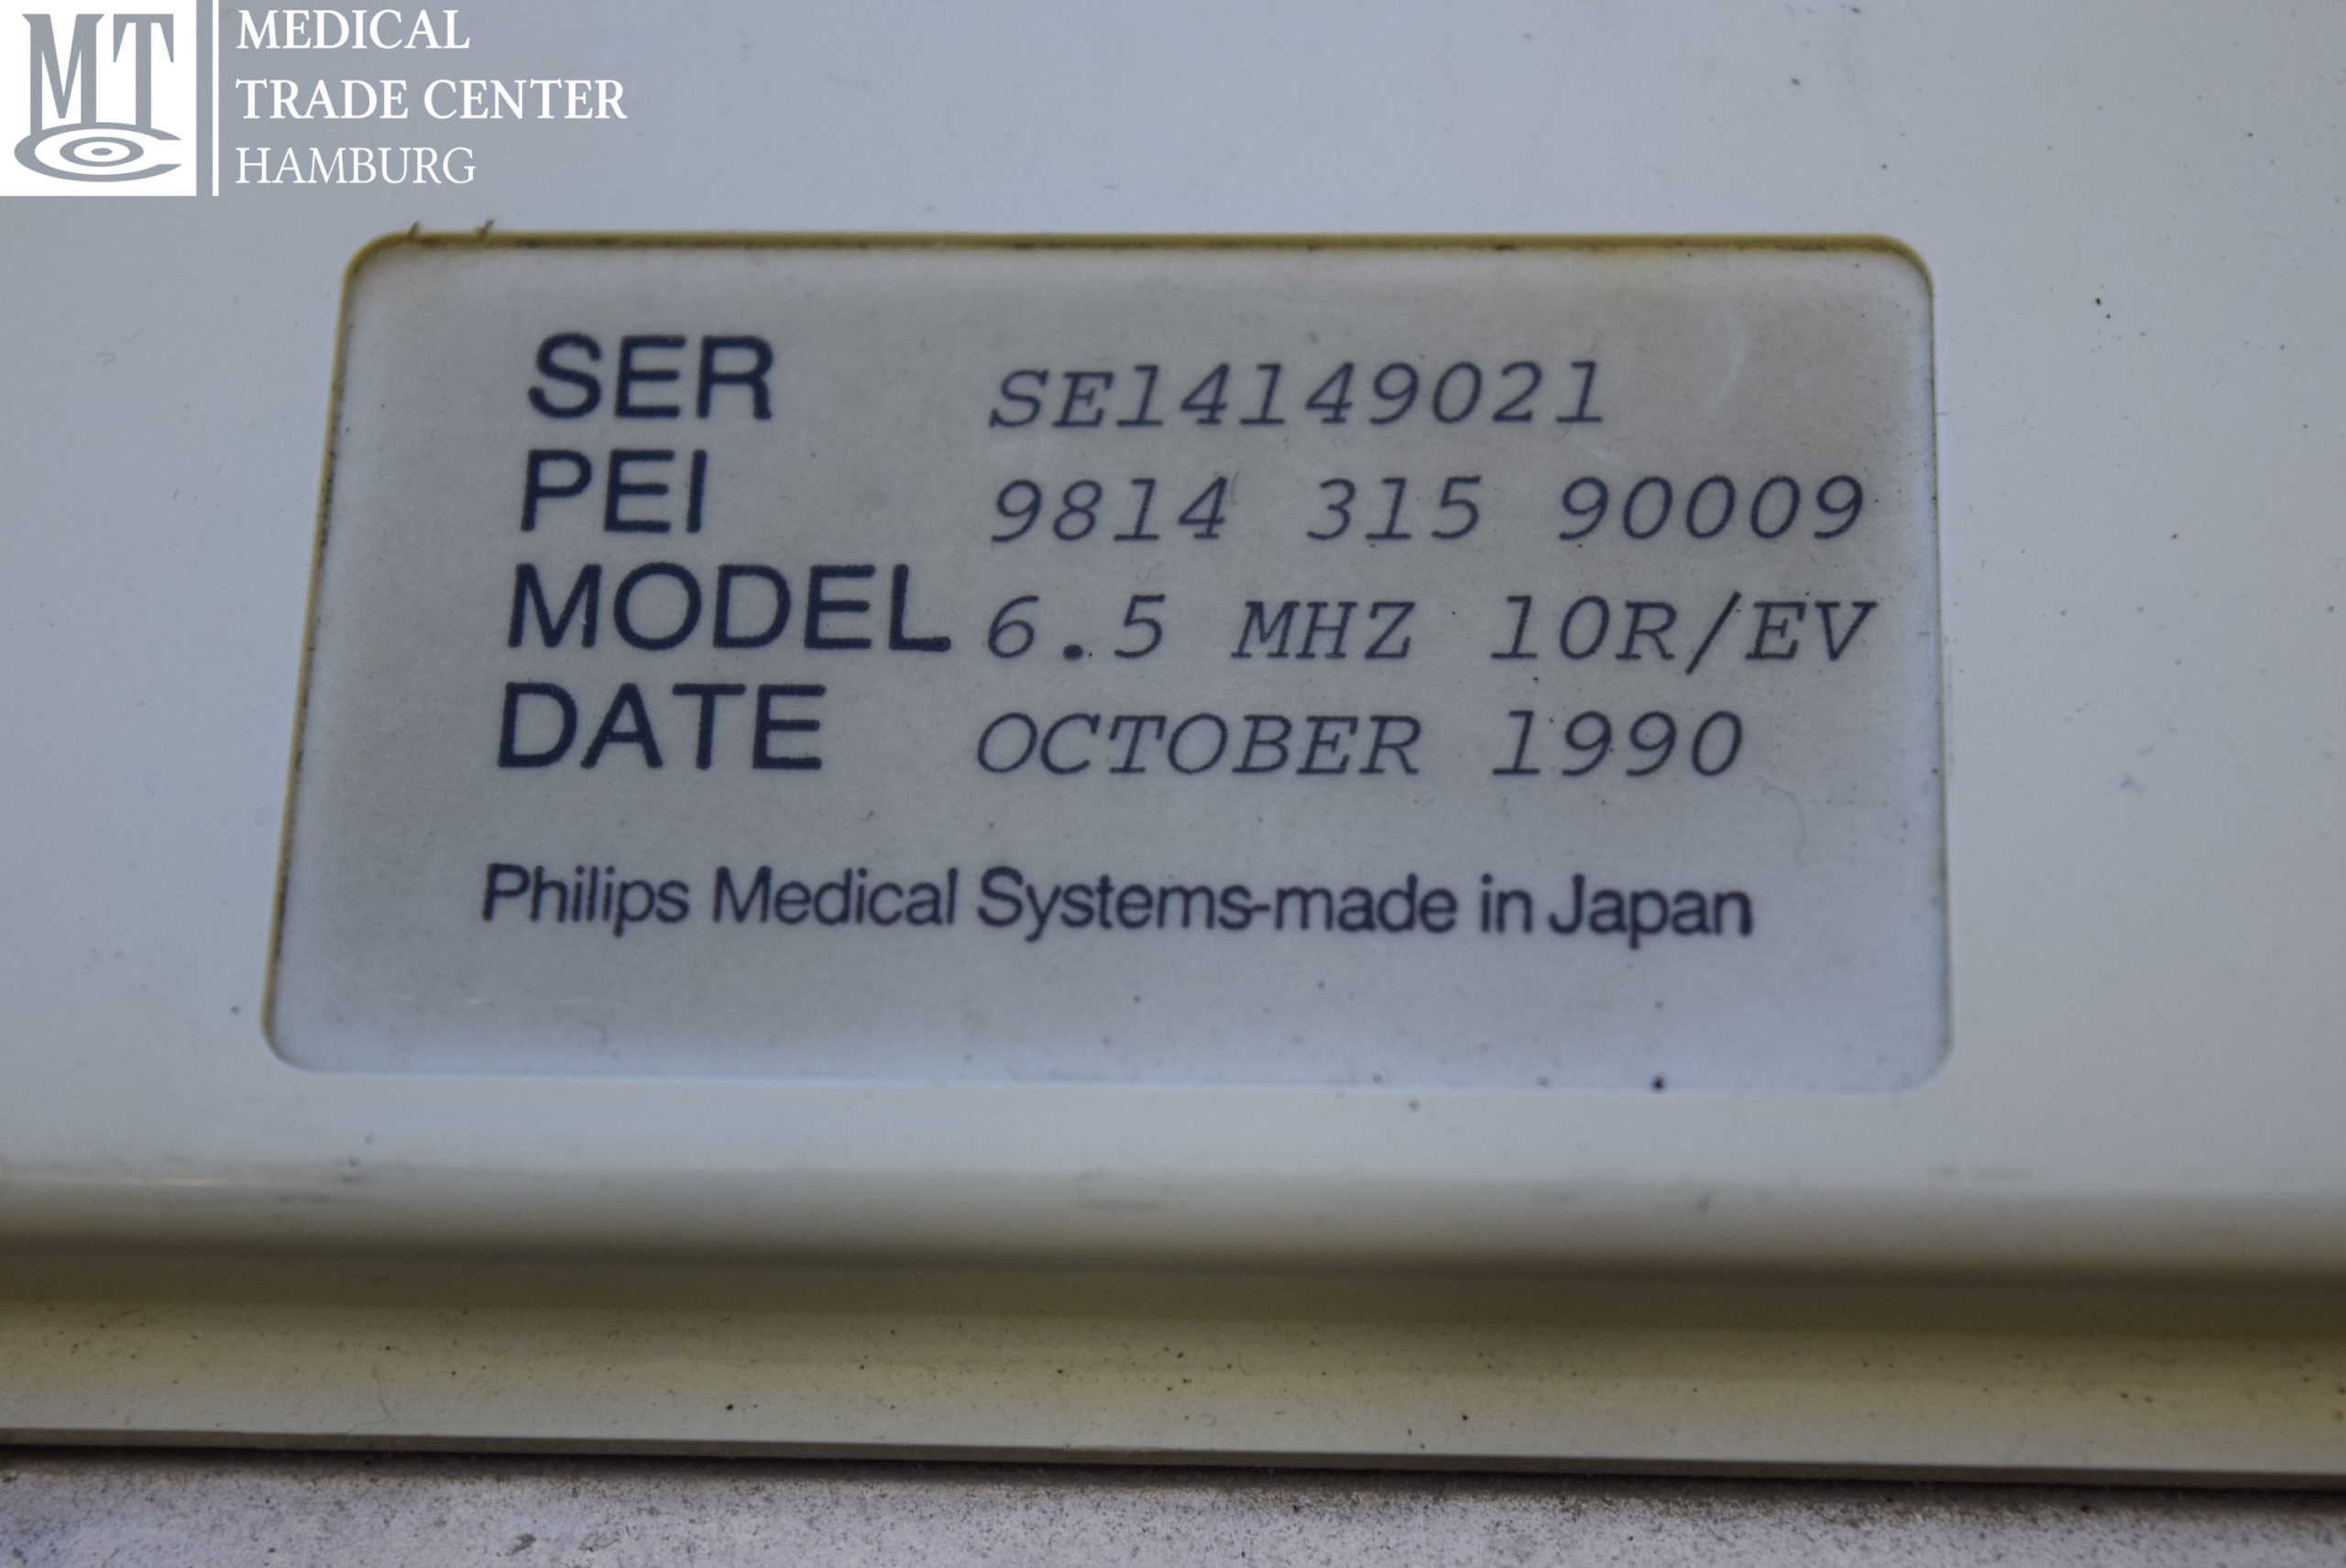 MTC
MEDICAL
TRADE CENTER
HAMBURG
SER SE14149021
PEI 9814 315 90009
MODEL 6.5 MHZ 10R/EV
DATE OCTOBER 1990
Philips Medical Systems-made in Japan